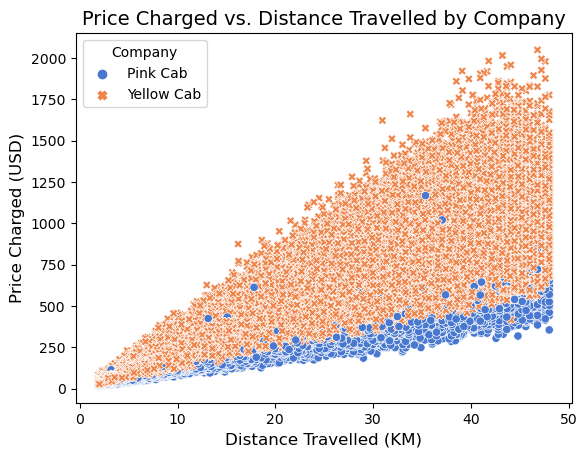 Price Charged vs. Distance Travelled by Company
Company
Pink Cab
Yellow Cab
Price Charged (USD)
2000
1750
1500
1250
1000
750
500
250
0
0 10 20 30 40 50
Distance Travelled (KM)